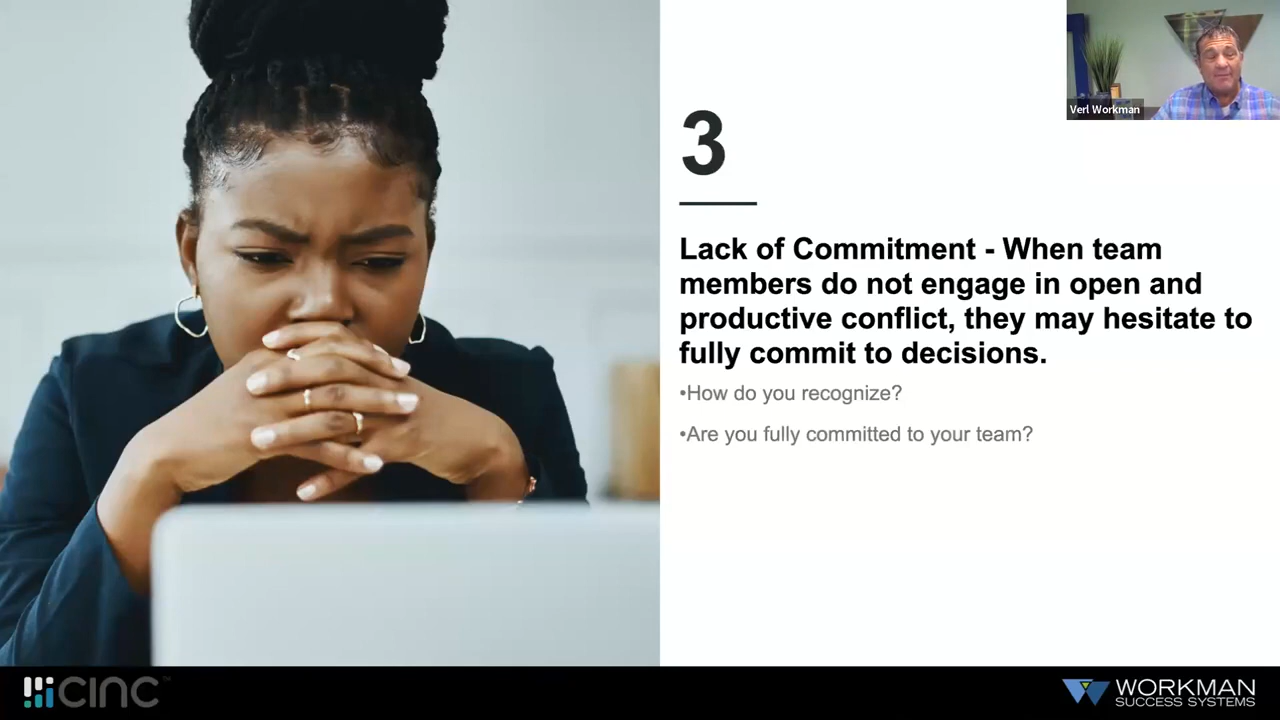 3
Verl Workman
Lack of Commitment - When team
members do not engage in open and
productive conflict, they may hesitate to
fully commit to decisions.
•How do you recognize?
•Are you fully committed to your team?
CINC
WORKMAN
SUCCESS SYSTEMS